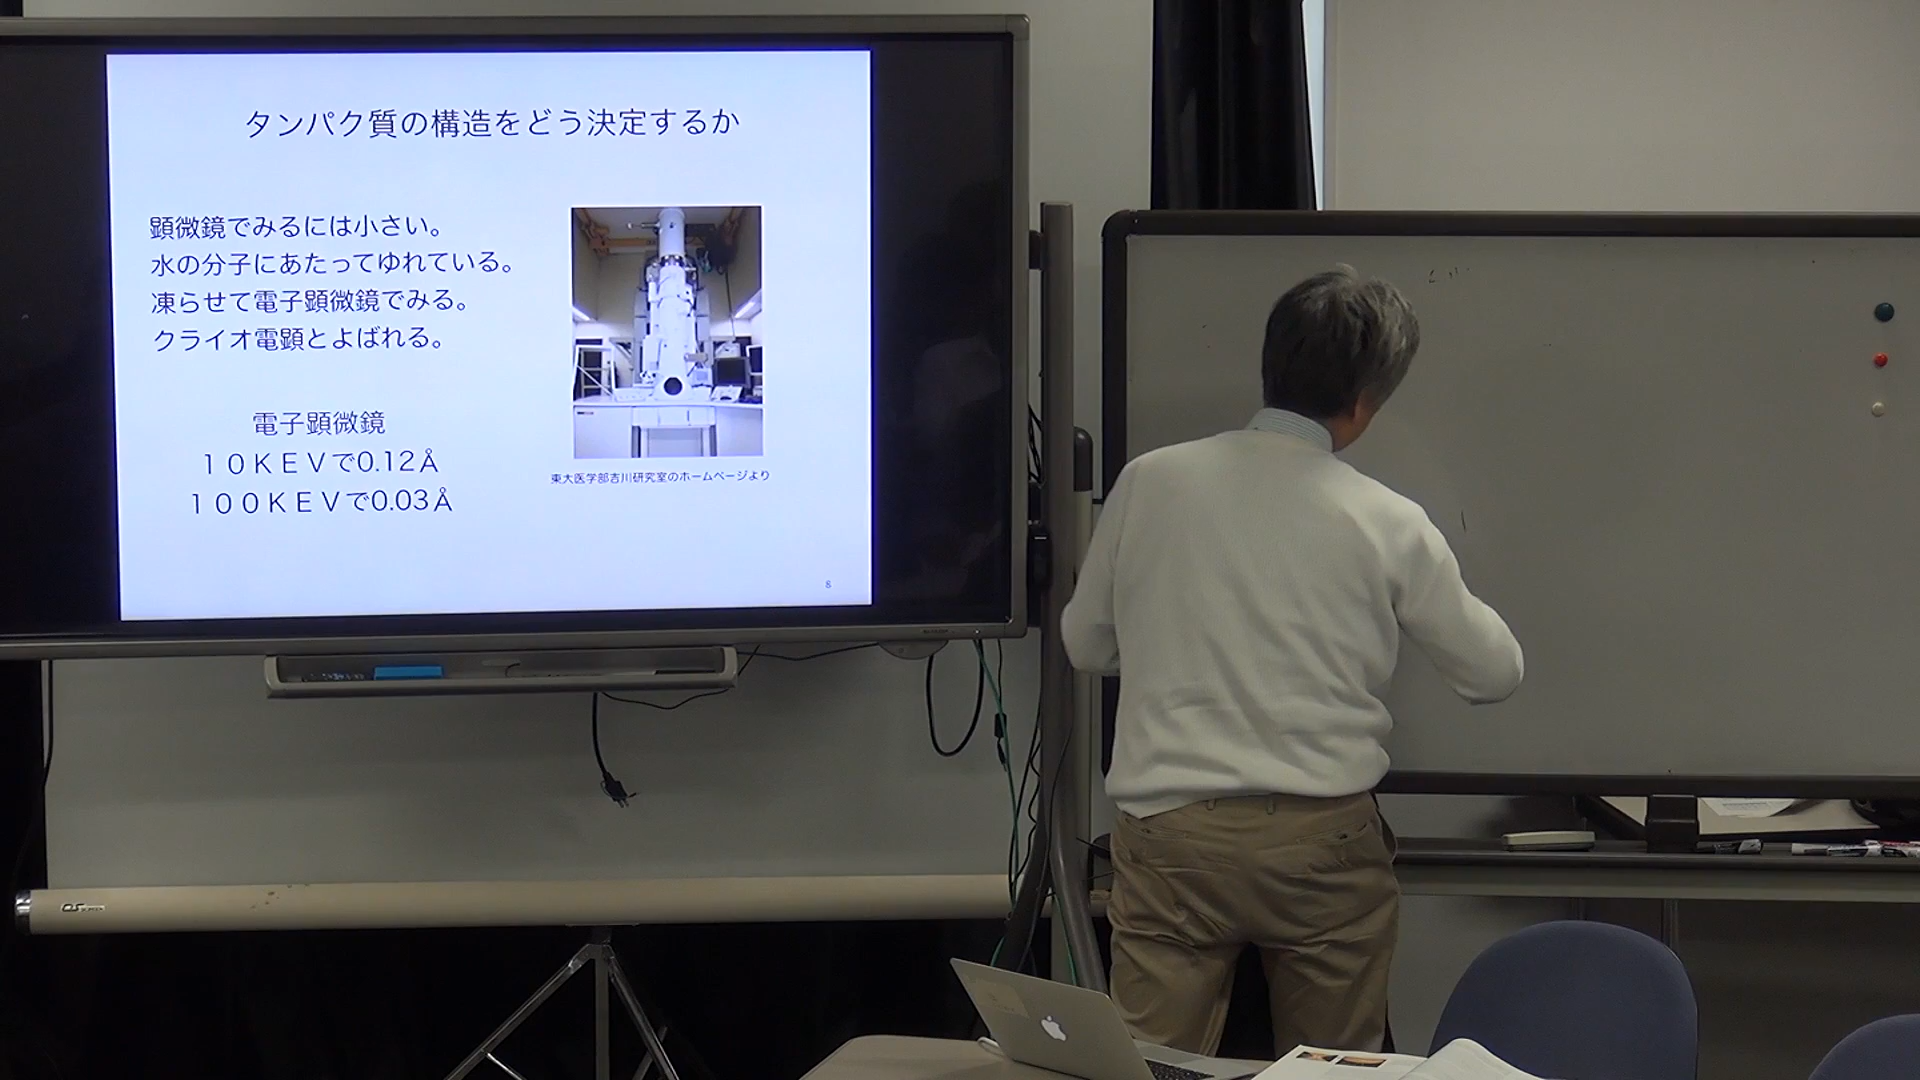 タンパク質の構造をどう決定するか
顕微鏡でみるには小さい。
水の分子にあたってゆれている。
凍らせて電子顕微鏡でみる。
クライオ電顕とよばれる。
電子顕微鏡
１０ＫＥＶで0.12Å
１００ＫＥＶで0.03Å
東大医学部吉川研究室のホームページより
8